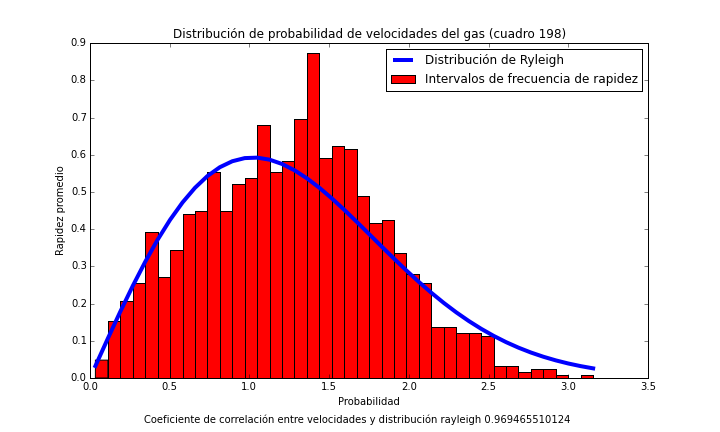 Distribución de probabilidad de velocidades del gas (cuadro 198)
Distribución de Ryleigh
Intervalos de frecuencia de rapidez
Rapidez promedio
0.9
0.8
0.7
0.6
0.5
0.4
0.3
0.2
0.1
0.0
0.0 0.5 1.0 1.5 2.0 2.5 3.0 3.5
Probabilidad
Coeficiente de correlación entre velocidades y distribución rayleigh 0.969465510124